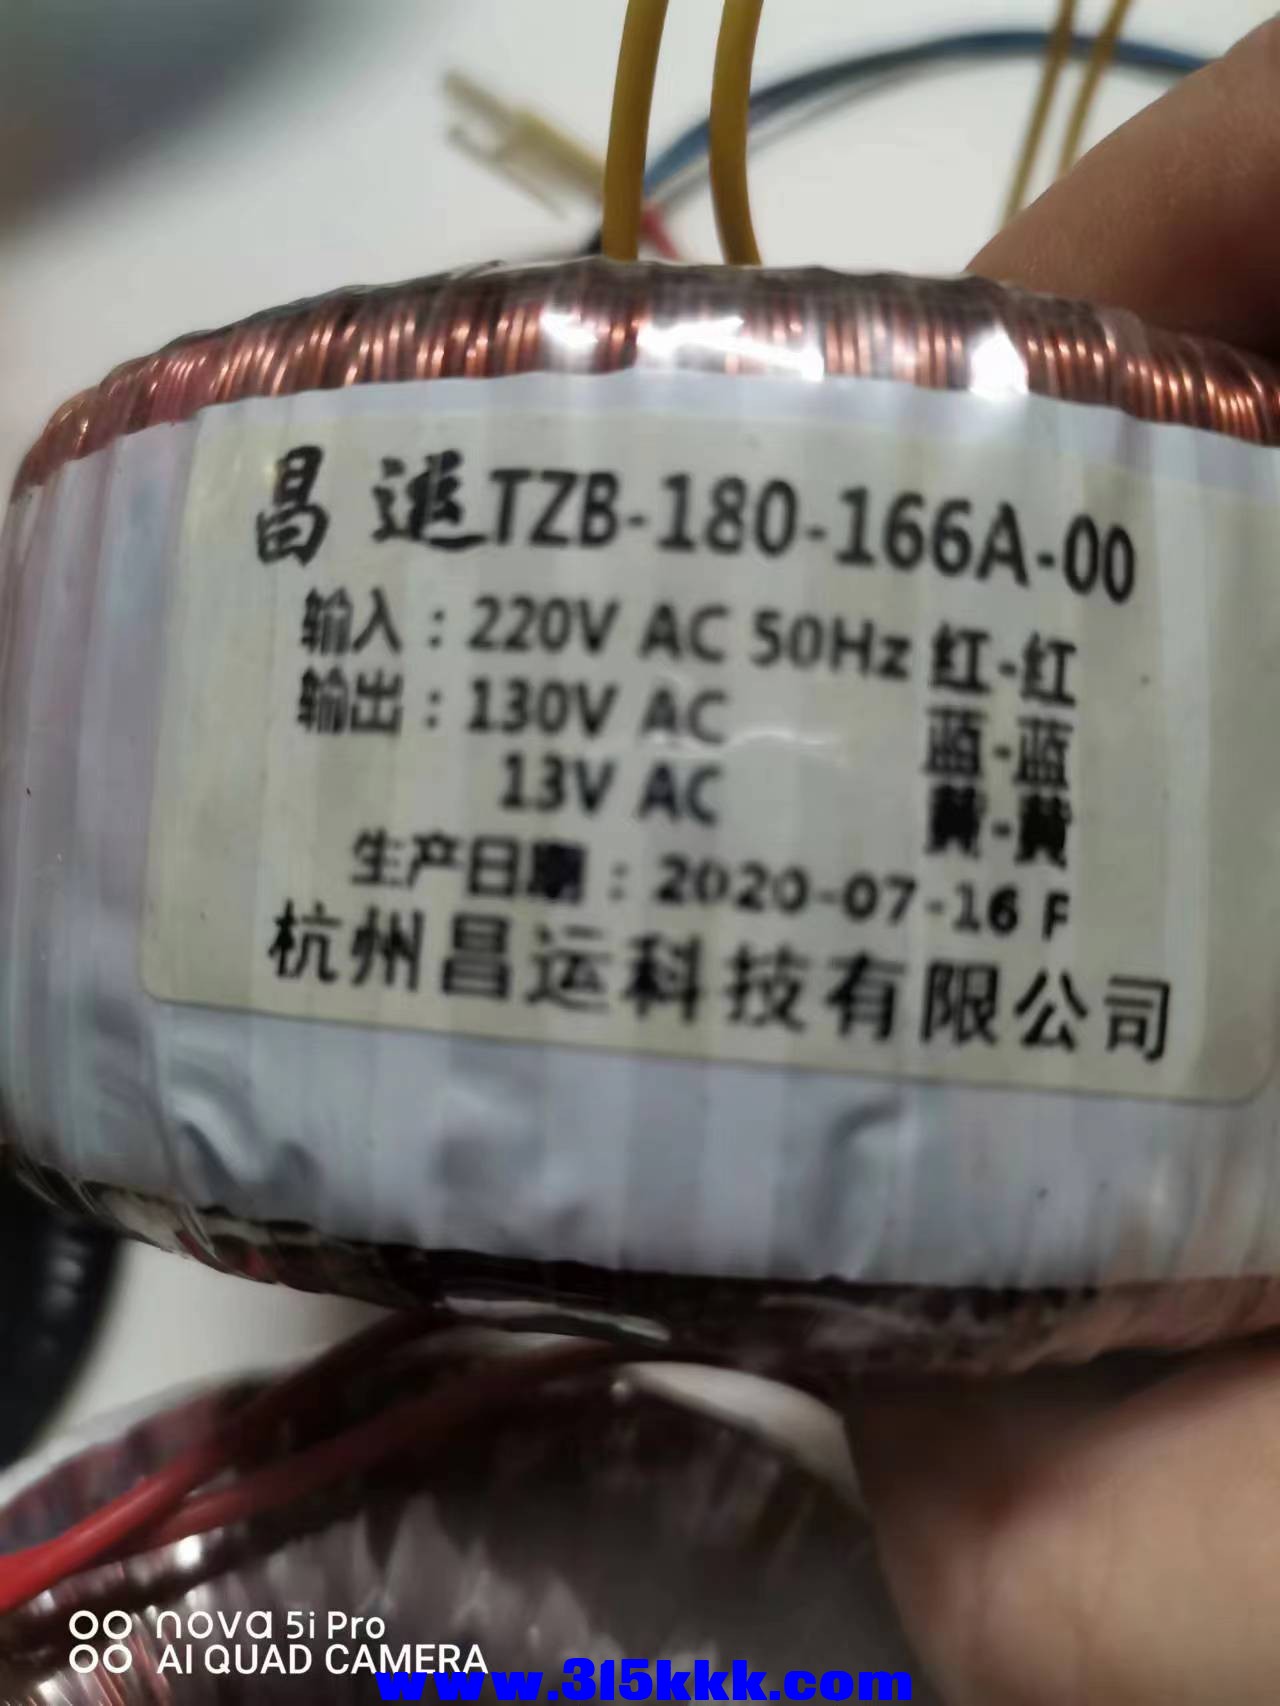 昌运TZB-180-166A-00
输入：220V AC 50Hz 红-红
输出：130V AC 蓝-蓝
13V AC 黄-黄
生产日期：2020-07-16 F
杭州昌运科技有限公司
nova 5i Pro
AI QUAD CAMERA
www.315kkk.com